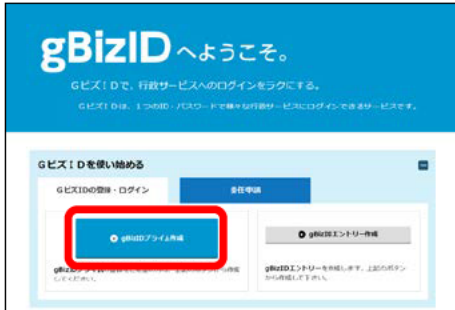 gBizIDへようこそ。
GビズIDで、行政サービスへのログインをラクにする。
GビズIDは、1つのID・パスワードで様々な行政サービスにログインできるサービスです。
GビズIDを使い始める
GビズIDの登録・ログイン
委任申請
gBizIDプライム作成
gBizIDエントリー作成
gBizIDエントリーを作成します。上記のボタン
から作成して下さい。